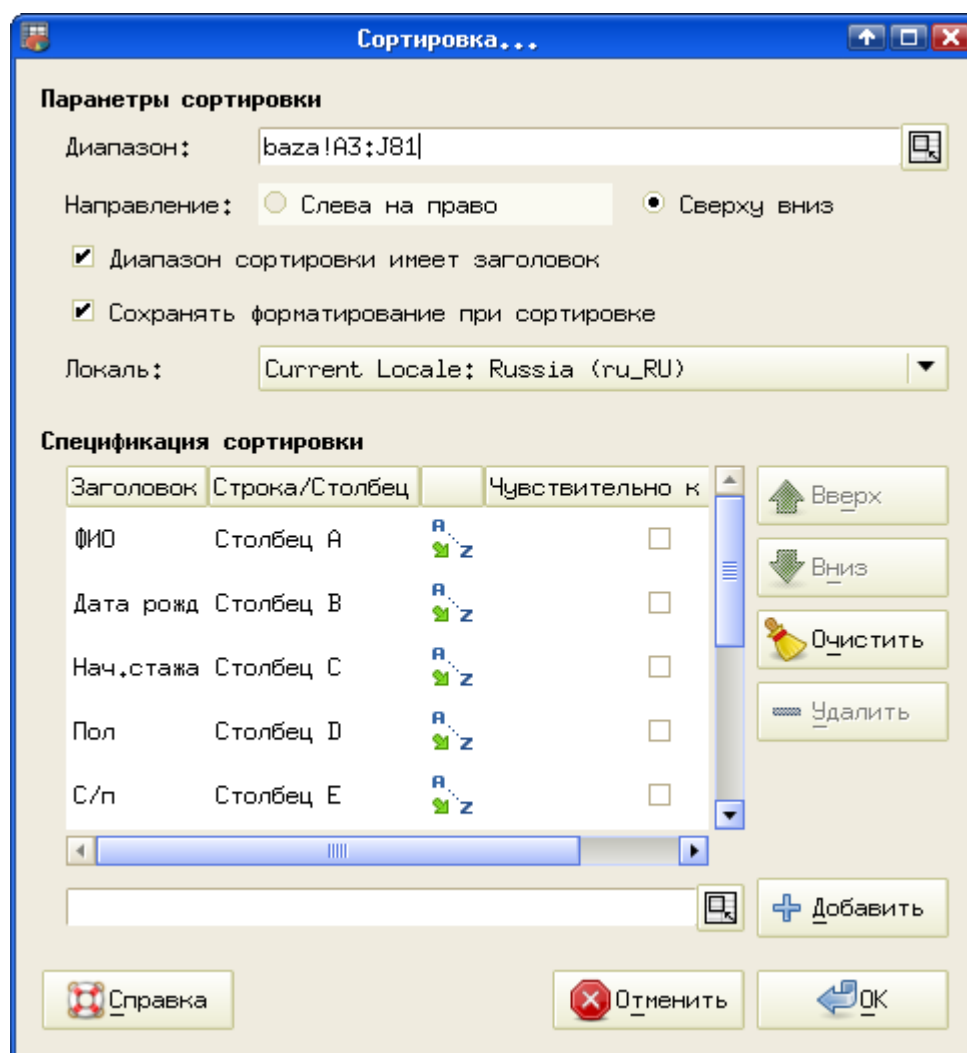 Сортировка...
Параметры сортировки
Диапазон: baza!A3:J81
Направление: Слева на право Сверху вниз
Диапазон сортировки имеет заголовок
Сохранять форматирование при сортировке
Локаль: Current Locale: Russia (ru_RU)
Спецификация сортировки
Заголовок Строка/Столбец Чувствительно к
Вверх
ФИО Столбец A
Вниз
Дата рожд Столбец B
Очистить
Нач.стажа Столбец C
Удалить
Пол Столбец D
С/п Столбец E
Добавить
Справка Отменить OK